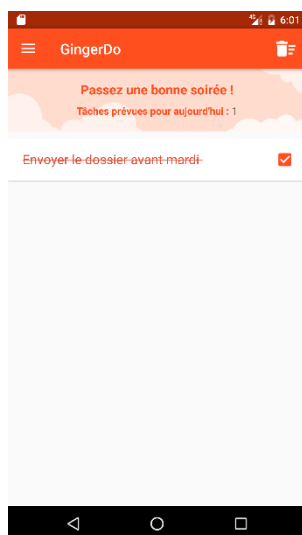 6:01
GingerDo
Passez une bonne soirée !
Tâches prévues pour aujourd'hui : 1
Envoyer le dossier avant mardi